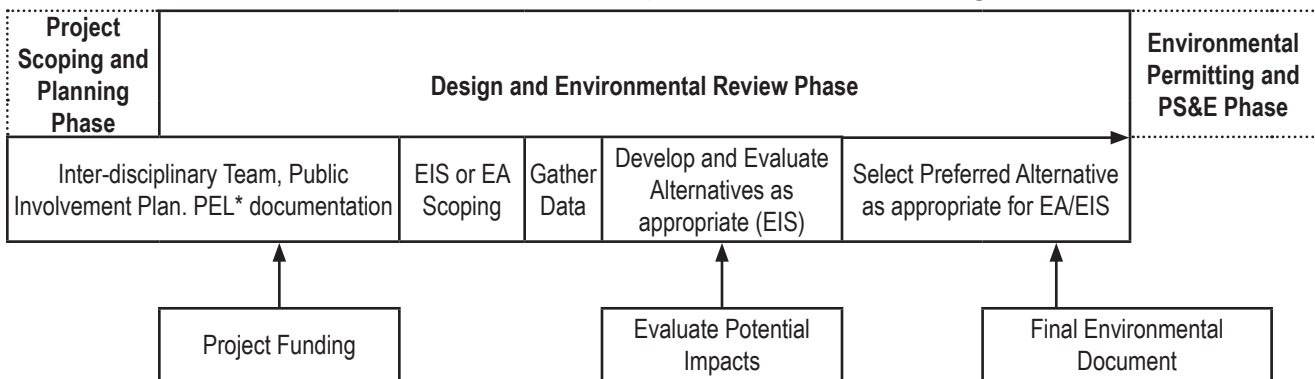 Project
Scoping and
Planning
Phase
Design and Environmental Review Phase
Environmental
Permitting and
PS&E Phase
Inter-disciplinary Team, Public
Involvement Plan. PEL* documentation
EIS or EA
Scoping
Gather
Data
Develop and Evaluate
Alternatives as
appropriate (EIS)
Select Preferred Alternative
as appropriate for EA/EIS
Project Funding
Evaluate Potential
Impacts
Final Environmental
Document